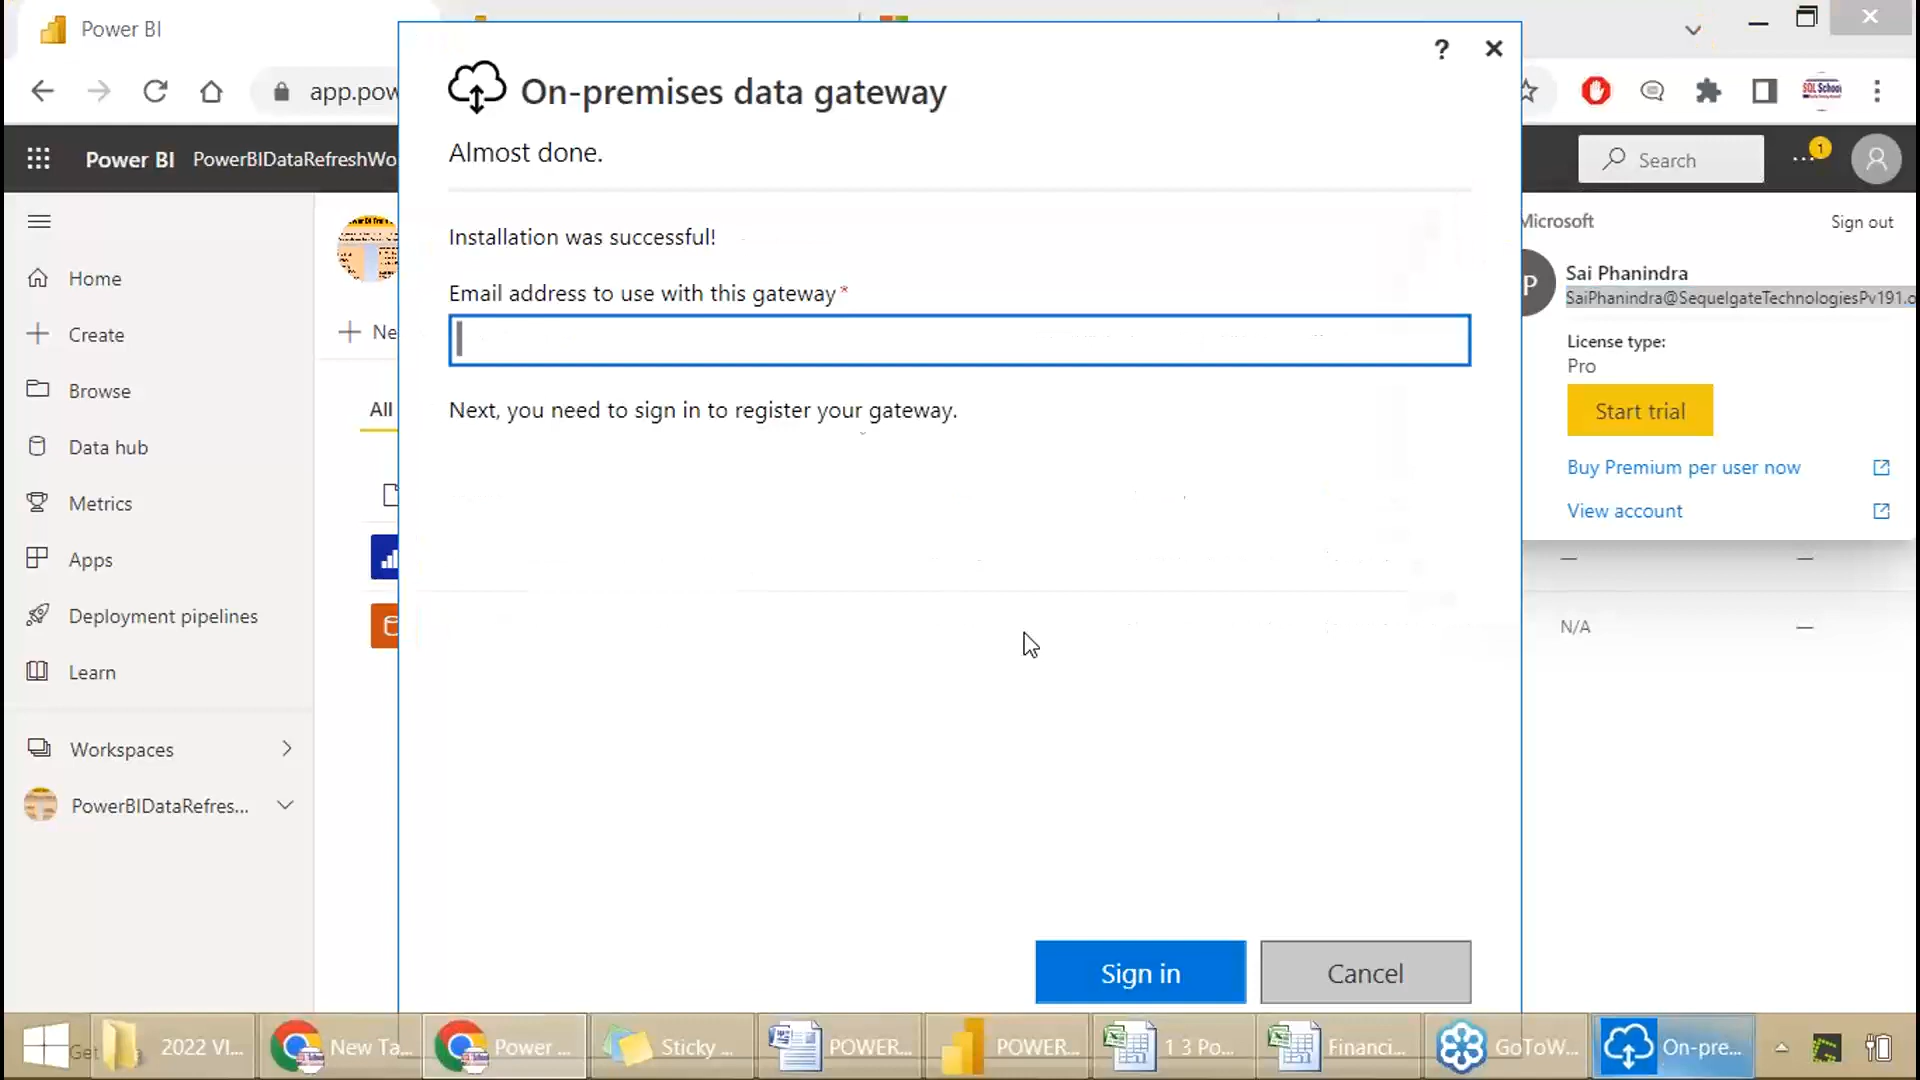 Power BI
app.pow
SQL School
Power BI PowerBIDataRefreshWo
Search
1
Home
Create
Browse
Data hub
Metrics
Apps
Deployment pipelines
Learn
Workspaces
PowerBIDataRefres...
Ne
All
? ×
On-premises data gateway
Almost done.
Installation was successful!
Email address to use with this gateway *
Next, you need to sign in to register your gateway.
Sign in
Cancel
Microsoft
Sign out
P
Sai Phanindra
SaiPhanindra@SequelgateTechnologiesPv191.o
License type:
Pro
Start trial
Buy Premium per user now
View account
— —
N/A —
Get
2022 VI...
New Ta...
Power ...
Sticky ...
POWER...
POWER...
1 3 Po...
Financi...
GoToW...
On-pre...